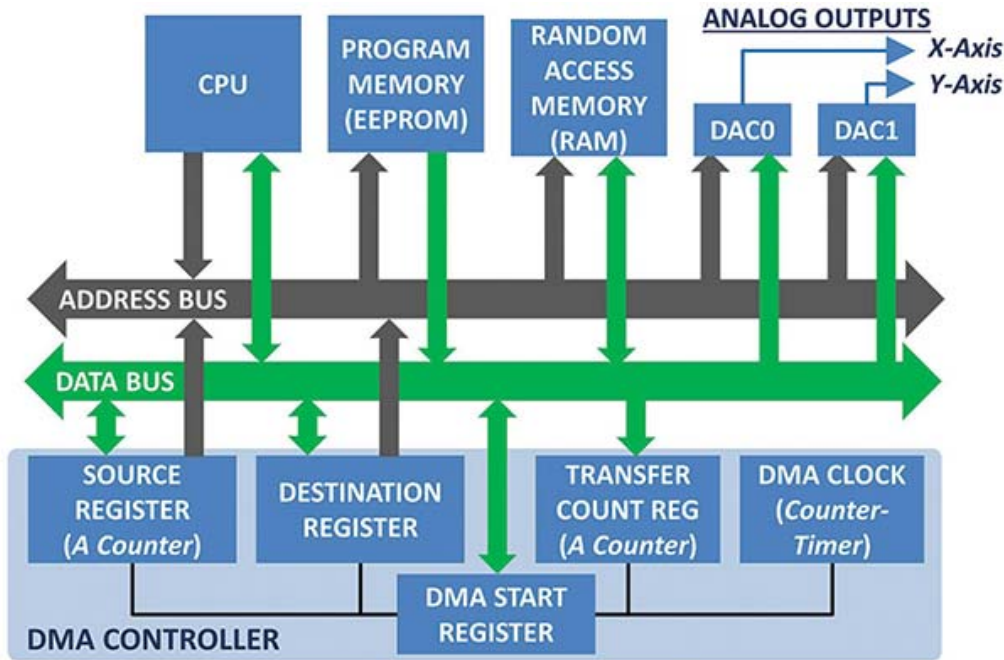 ANALOG OUTPUTS
X-Axis
Y-Axis
CPU
PROGRAM
MEMORY
(EEPROM)
RANDOM
ACCESS
MEMORY
(RAM)
DAC0
DAC1
ADDRESS BUS
DATA BUS
SOURCE
REGISTER
(A Counter)
DESTINATION
REGISTER
TRANSFER
COUNT REG
(A Counter)
DMA CLOCK
(Counter-
Timer)
DMA START
REGISTER
DMA CONTROLLER